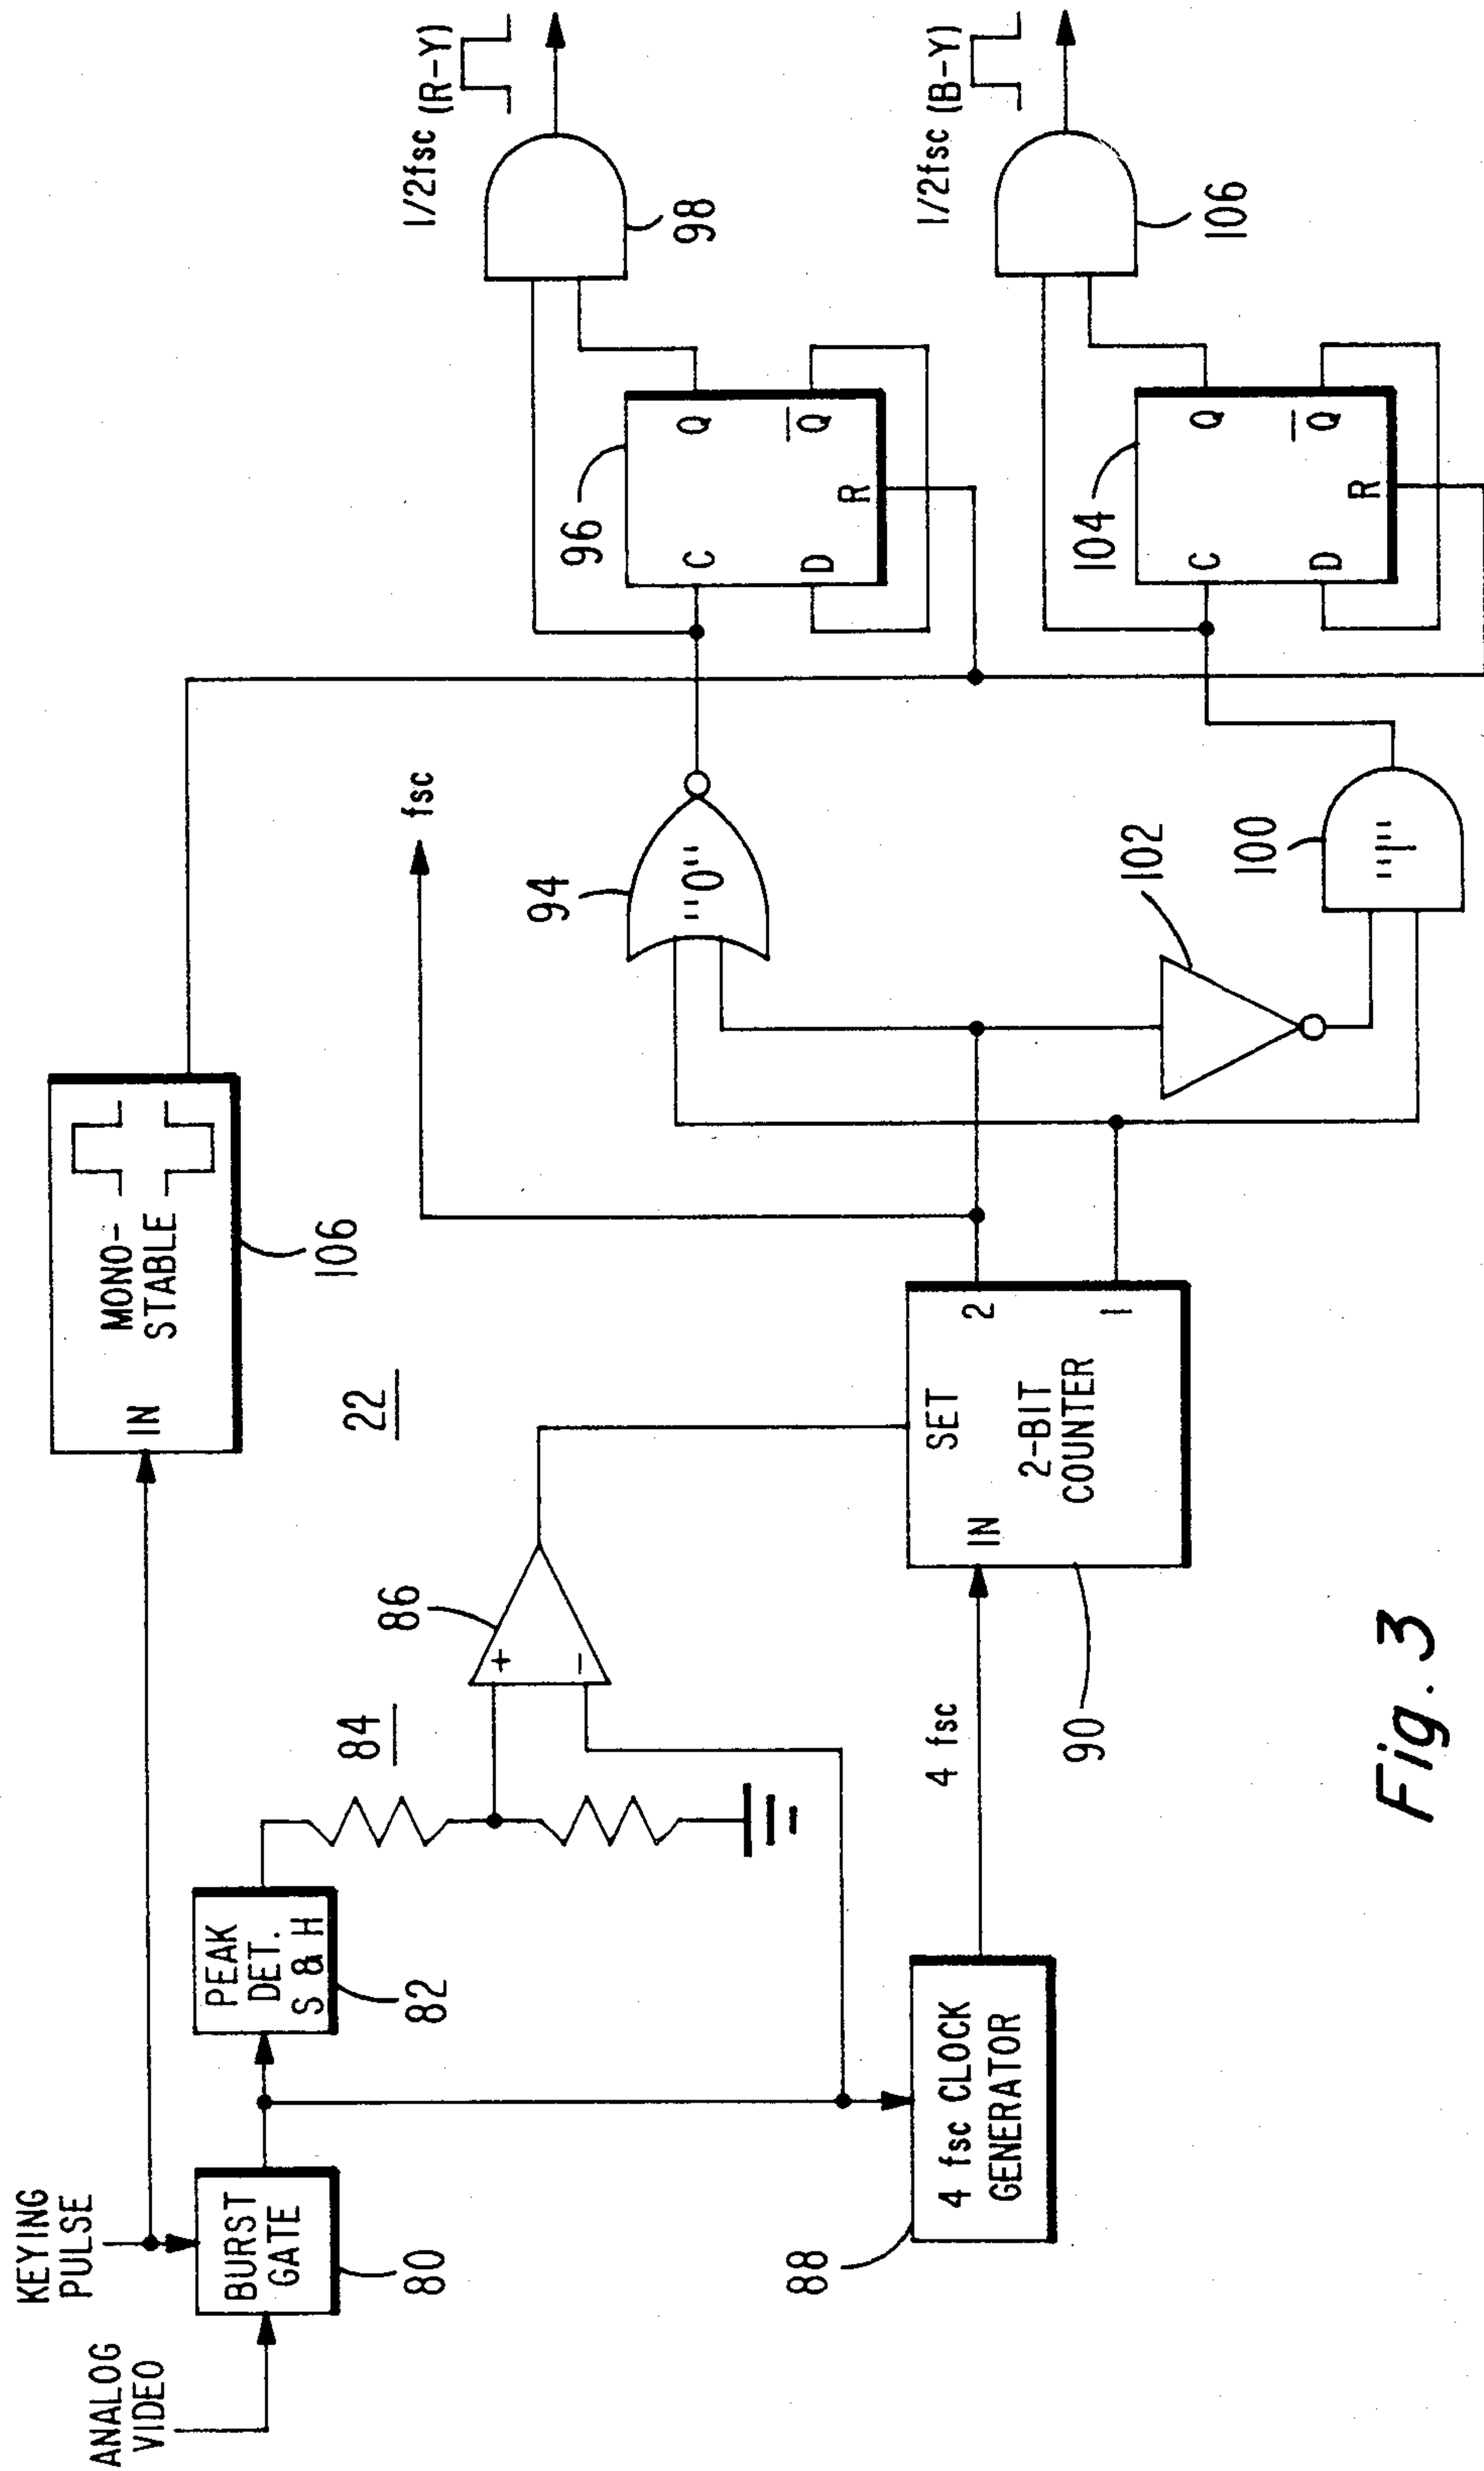 KEYING
PULSE
ANALOG
VIDEO
BURST
GATE
80
PEAK
DET.
S & H
82
84
+
−
86
IN
MONO-
STABLE
106
22
4 fsc CLOCK
GENERATOR
88
4 fsc
IN
SET
2-BIT
COUNTER
2
1
90
fsc
"0"
94
102
"1"
100
C
D
R
Q
Q̅
96
98
1/2fsc (R-Y)
C
D
R
Q
Q̅
104
106
1/2fsc (B-Y)
Fig. 3